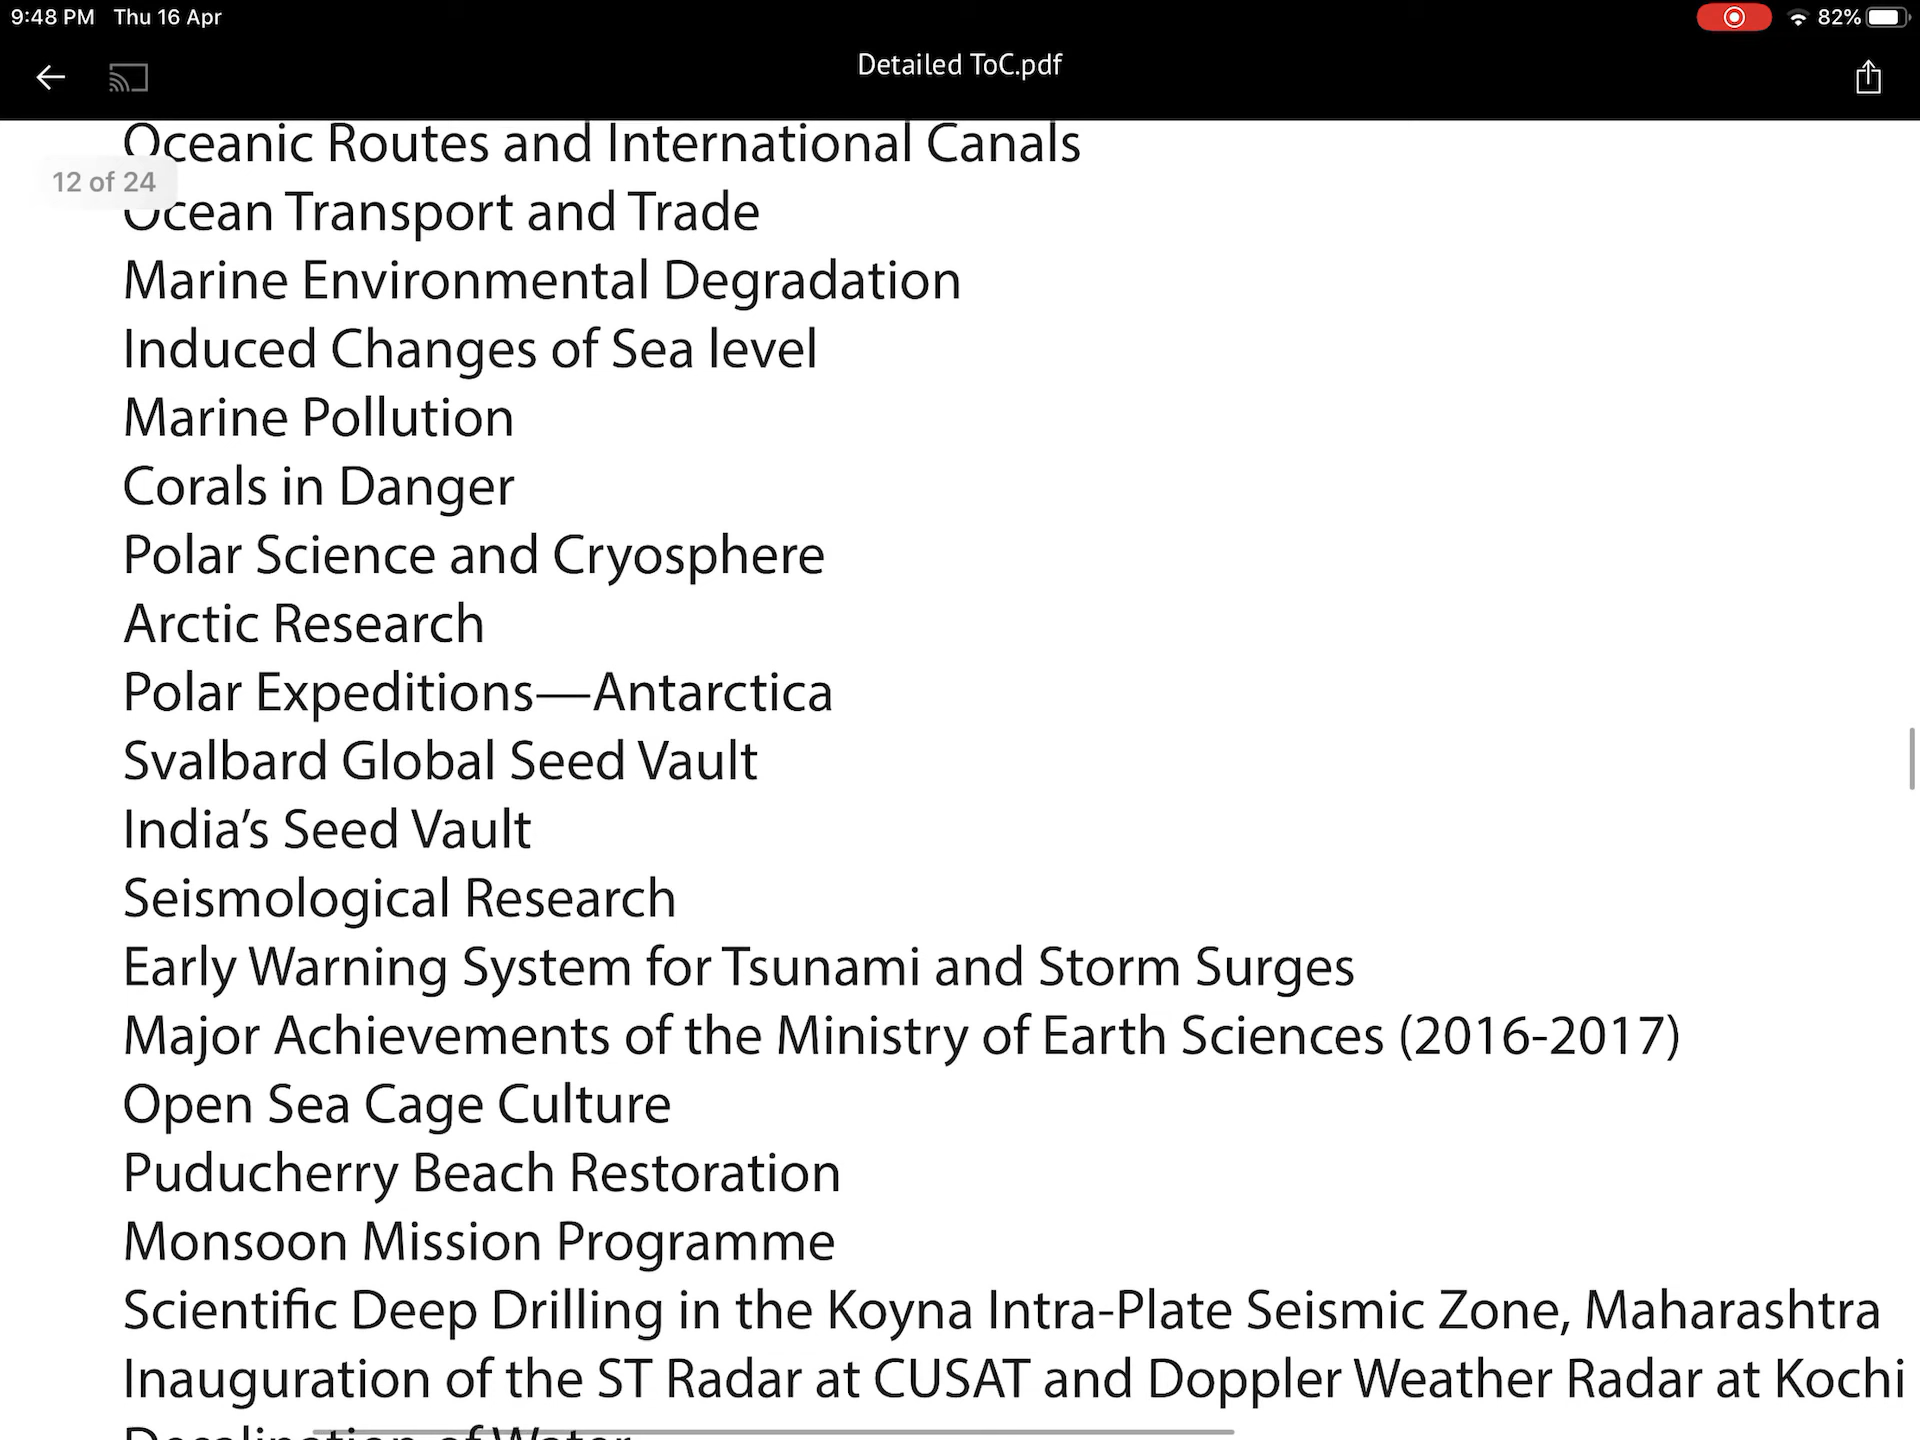 9:48 PM Thu 16 Apr
82%
Detailed ToC.pdf
Oceanic Routes and International Canals
12 of 24
Ocean Transport and Trade
Marine Environmental Degradation
Induced Changes of Sea level
Marine Pollution
Corals in Danger
Polar Science and Cryosphere
Arctic Research
Polar Expeditions—Antarctica
Svalbard Global Seed Vault
India’s Seed Vault
Seismological Research
Early Warning System for Tsunami and Storm Surges
Major Achievements of the Ministry of Earth Sciences (2016-2017)
Open Sea Cage Culture
Puducherry Beach Restoration
Monsoon Mission Programme
Scientific Deep Drilling in the Koyna Intra-Plate Seismic Zone, Maharashtra
Inauguration of the ST Radar at CUSAT and Doppler Weather Radar at Kochi
Desalination of Water